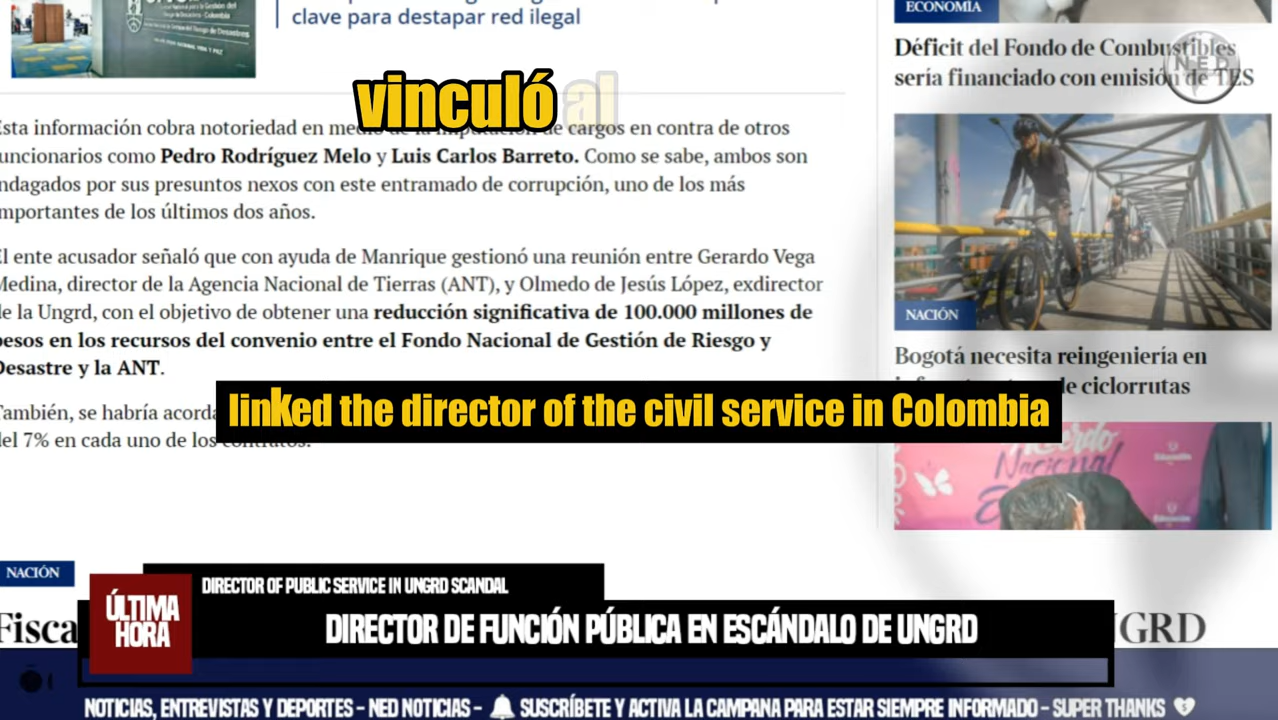 clave para destapar red ilegal
ECONOMÍA
Déficit del Fondo de Combustibles
sería financiado con emisión de TES
NED
vinculó al
Esta información cobra notoriedad en medio de la imputación de cargos en contra de otros
funcionarios como Pedro Rodríguez Melo y Luis Carlos Barreto. Como se sabe, ambos son
indagados por sus presuntos nexos con este entramado de corrupción, uno de los más
importantes de los últimos dos años.
El ente acusador señaló que con ayuda de Manrique gestionó una reunión entre Gerardo Vega
Medina, director de la Agencia Nacional de Tierras (ANT), y Olmedo de Jesús López, exdirector
de la Ungrd, con el objetivo de obtener una reducción significativa de 100.000 millones de
pesos en los recursos del convenio entre el Fondo Nacional de Gestión de Riesgo y
Desastre y la ANT.
También, se habría acorda
del 7% en cada uno de los contratos.
NACIÓN
Bogotá necesita reingeniería en
de ciclorrutas
linked the director of the civil service in Colombia
Acuerdo
Nacional
NACIÓN
Fisca
UNGRD
ÚLTIMA
HORA
DIRECTOR OF PUBLIC SERVICE IN UNGRD SCANDAL
DIRECTOR DE FUNCIÓN PÚBLICA EN ESCÁNDALO DE UNGRD
NOTICIAS, ENTREVISTAS Y DEPORTES - NED NOTICIAS - SUSCRÍBETE Y ACTIVA LA CAMPANA PARA ESTAR SIEMPRE INFORMADO - SUPER THANKS